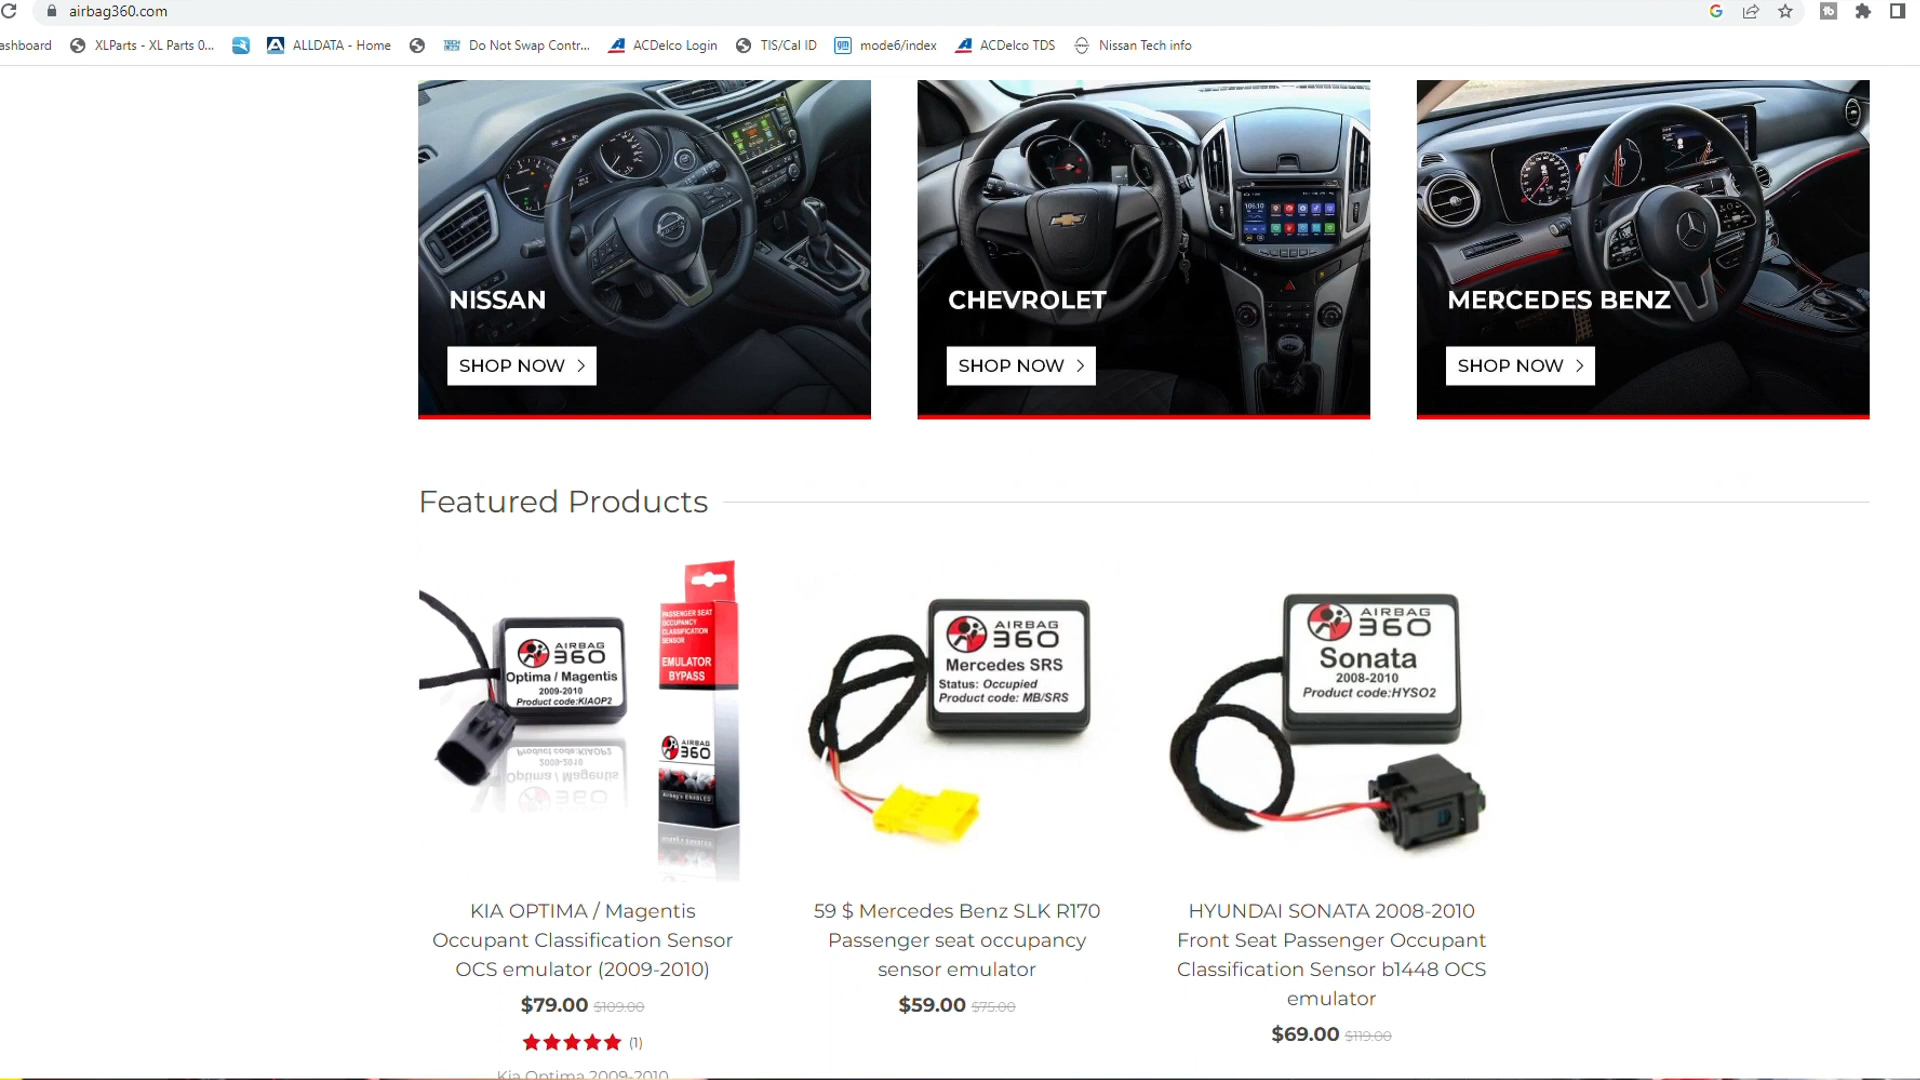 airbag360.com
ashboard
XLParts - XL Parts 0...
ALLDATA - Home
Do Not Swap Contr...
ACDelco Login
TIS/Cal ID
mode6/index
ACDelco TDS
Nissan Tech info
NISSAN
CHEVROLET
MERCEDES BENZ
SHOP NOW
SHOP NOW
SHOP NOW
Featured Products
AIRBAG
360
Optima / Magentis
2009-2010
Product code:KIAOP2
PASSENGER SEAT
OCCUPANCY
CLASSIFICATION
SENSOR
EMULATOR
BYPASS
AIRBAG
360
Airbag's ENABLED
AIRBAG
360
Mercedes SRS
Status: Occupied
Product code: MB/SRS
AIRBAG
360
Sonata
2008-2010
Product code:HYSO2
KIA OPTIMA / Magentis
Occupant Classification Sensor
OCS emulator (2009-2010)
$79.00 $109.00
(1)
Kia Optima 2009-2010
59 $ Mercedes Benz SLK R170
Passenger seat occupancy
sensor emulator
$59.00 $75.00
HYUNDAI SONATA 2008-2010
Front Seat Passenger Occupant
Classification Sensor b1448 OCS
emulator
$69.00 $119.00